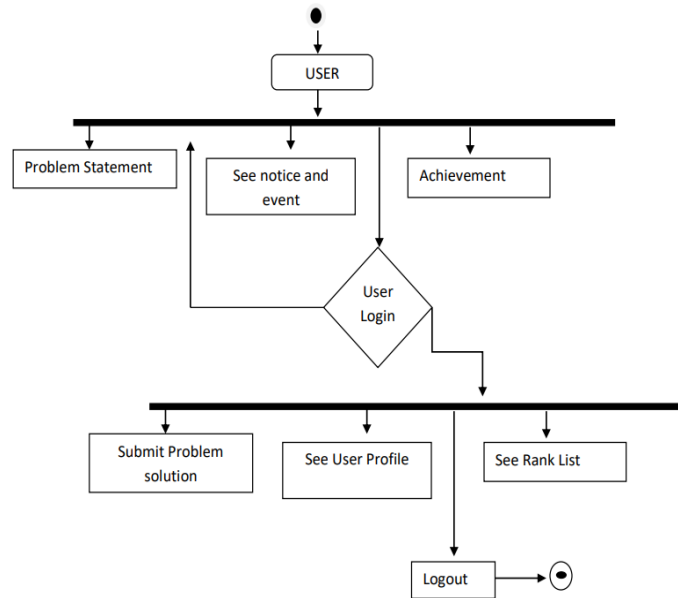 USER
Problem Statement
See notice and
event
Achievement
User
Login
Submit Problem
solution
See User Profile
See Rank List
Logout